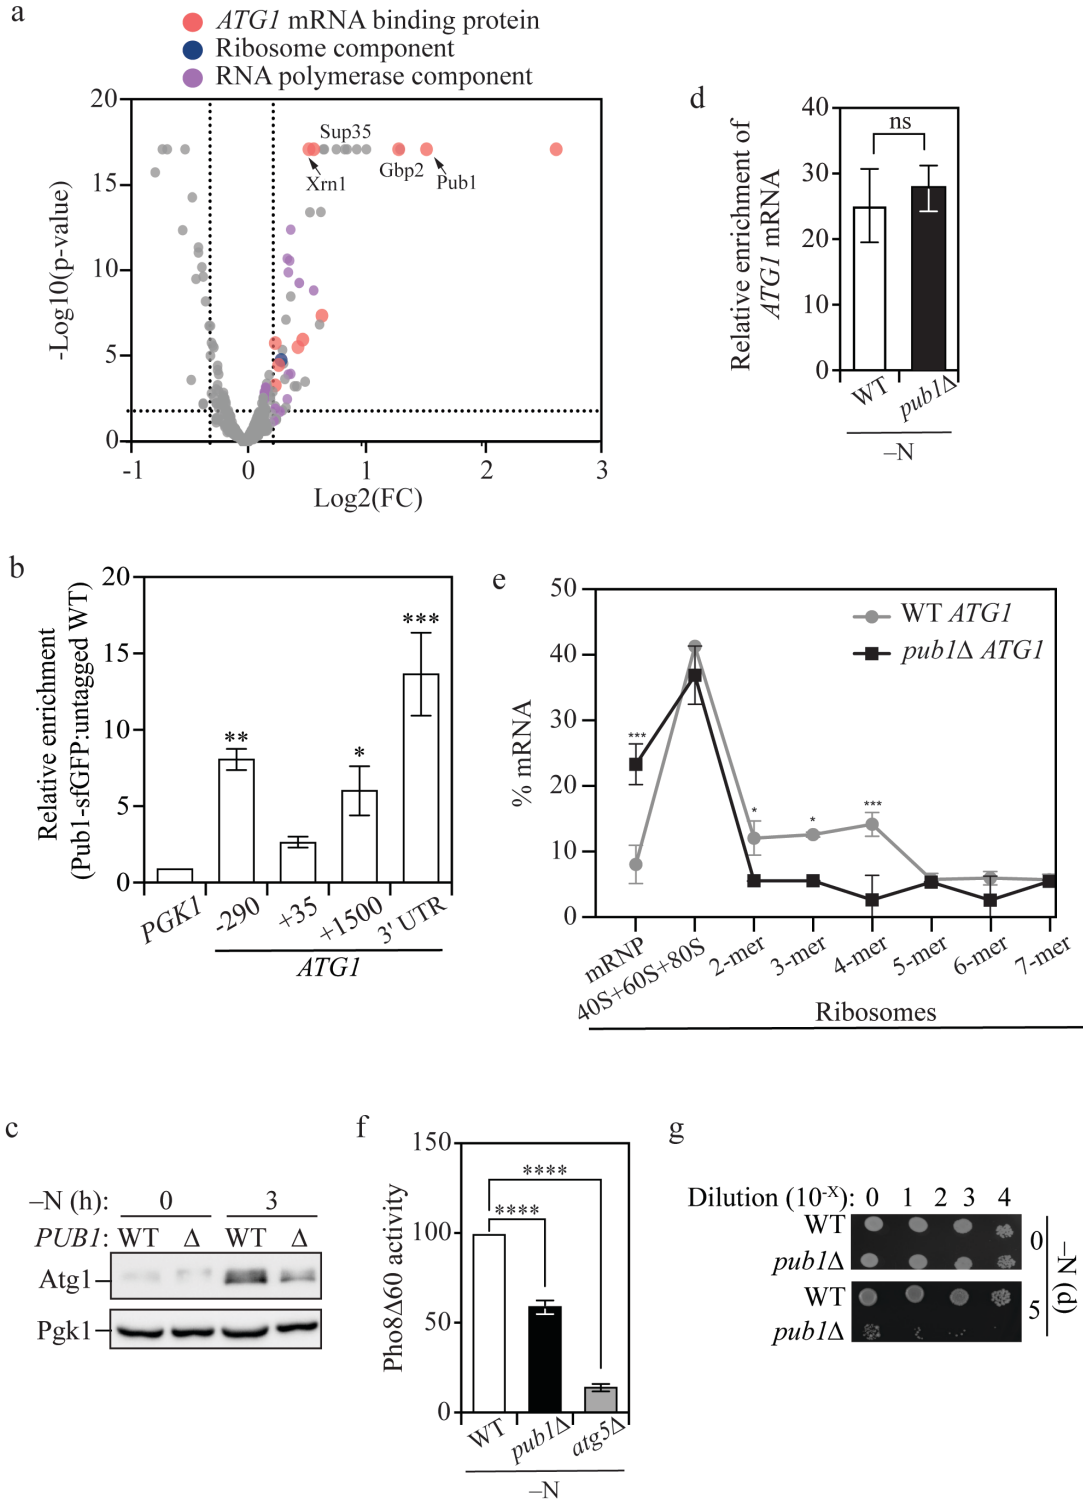 a
ATG1 mRNA binding protein
Ribosome component
RNA polymerase component
20
15
10
5
0
-Log10(p-value)
Sup35
Xrn1
Gbp2
Pub1
-1
0
1
2
3
Log2(FC)
d
Relative enrichment of
ATG1 mRNA
40
30
20
10
0
ns
WT
pub1Δ
–N
b
Relative enrichment
(Pub1-sfGFP:untagged WT)
20
15
10
5
0
**
*
***
PGK1
-290
+35
+1500
3' UTR
ATG1
e
% mRNA
50
40
30
20
10
0
WT ATG1
pub1Δ ATG1
***
*
*
***
mRNP
40S+60S+80S
2-mer
3-mer
4-mer
5-mer
6-mer
7-mer
Ribosomes
c
–N (h): 0 3
PUB1: WT Δ WT Δ
Atg1
Pgk1
f
Pho8Δ60 activity
150
100
50
0
****
****
WT
pub1Δ
atg5Δ
–N
g
Dilution (10-X): 0 1 2 3 4
WT
pub1Δ
0
WT
pub1Δ
5
–N (d)